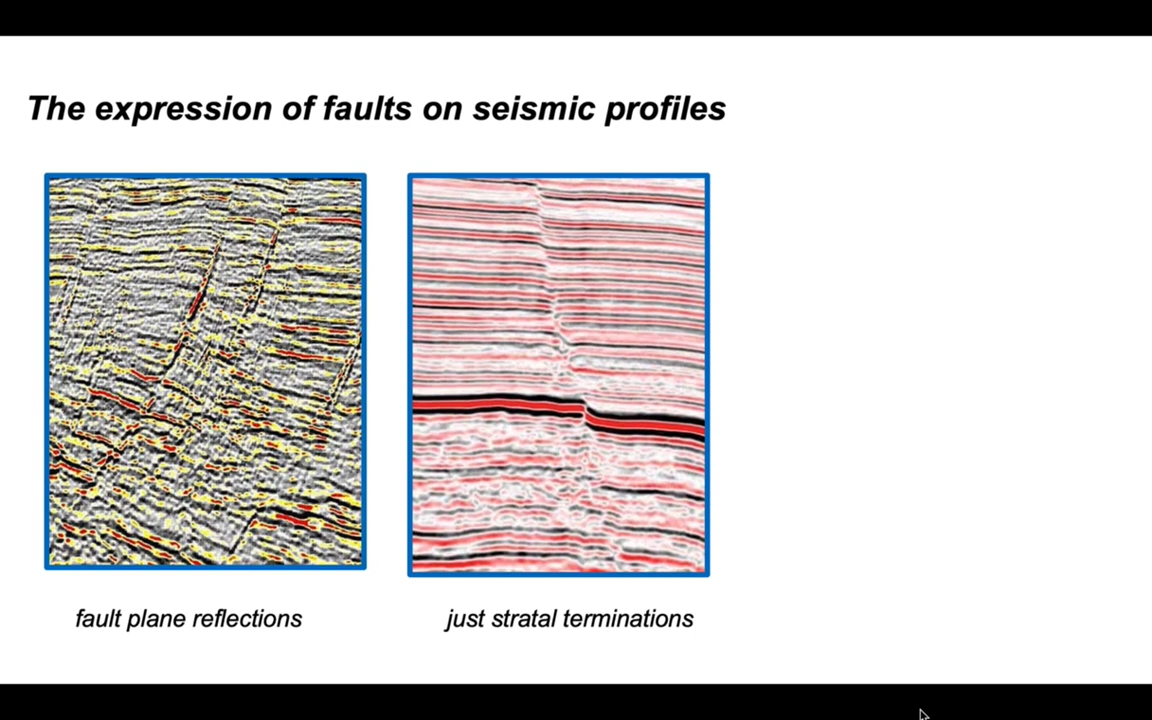 The expression of faults on seismic profiles
fault plane reflections
just stratal terminations